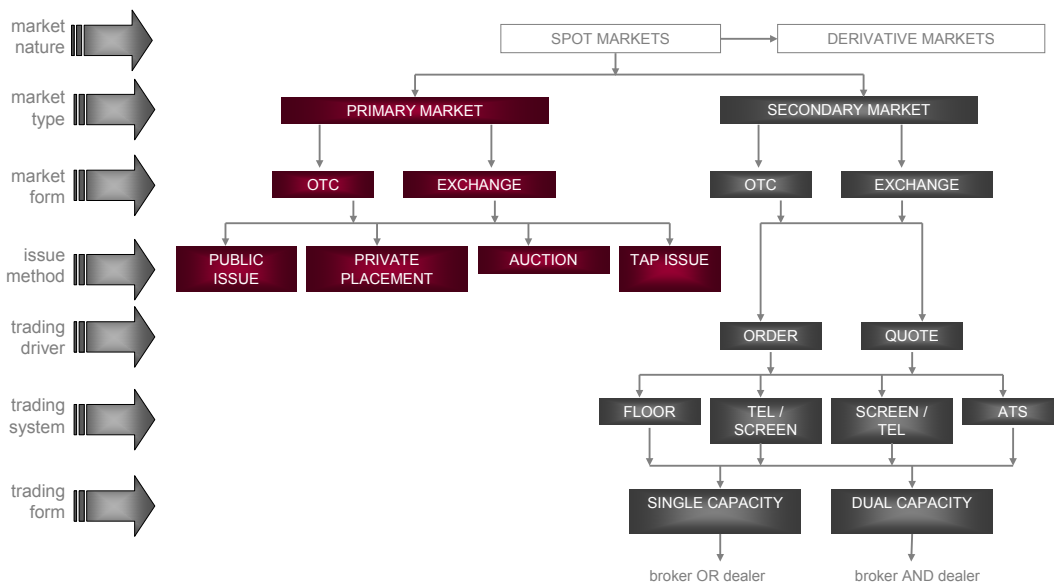 market
nature
SPOT MARKETS
DERIVATIVE MARKETS
market
type
PRIMARY MARKET
SECONDARY MARKET
market
form
OTC
EXCHANGE
OTC
EXCHANGE
issue
method
PUBLIC
ISSUE
PRIVATE
PLACEMENT
AUCTION
TAP ISSUE
trading
driver
ORDER
QUOTE
trading
system
FLOOR
TEL /
SCREEN
SCREEN /
TEL
ATS
trading
form
SINGLE CAPACITY
DUAL CAPACITY
broker OR dealer
broker AND dealer